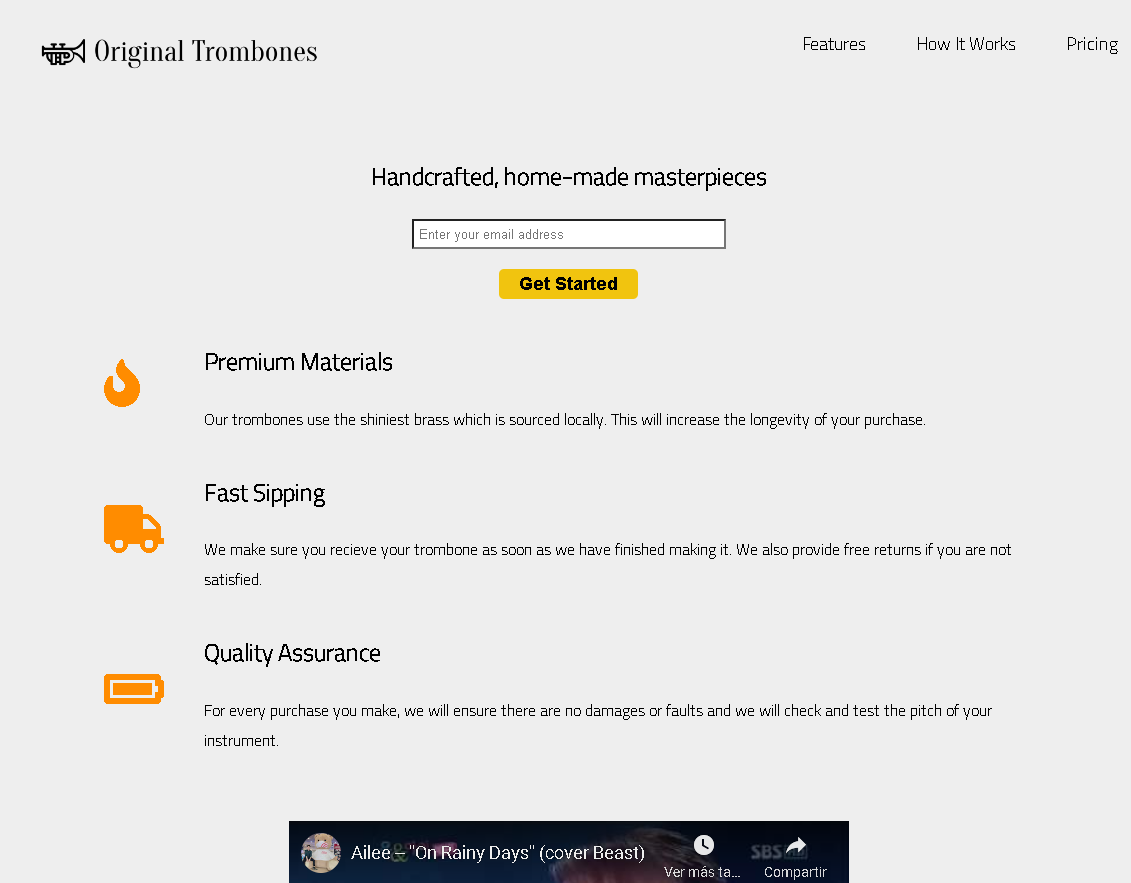 Original Trombones
Features How It Works Pricing
Handcrafted, home-made masterpieces
Enter your email address
Get Started
Premium Materials
Our trombones use the shiniest brass which is sourced locally. This will increase the longevity of your purchase.
Fast Sipping
We make sure you recieve your trombone as soon as we have finished making it. We also provide free returns if you are not
satisfied.
Quality Assurance
For every purchase you make, we will ensure there are no damages or faults and we will check and test the pitch of your
instrument.
Ailee – "On Rainy Days" (cover Beast)
SBS
Ver más ta... Compartir